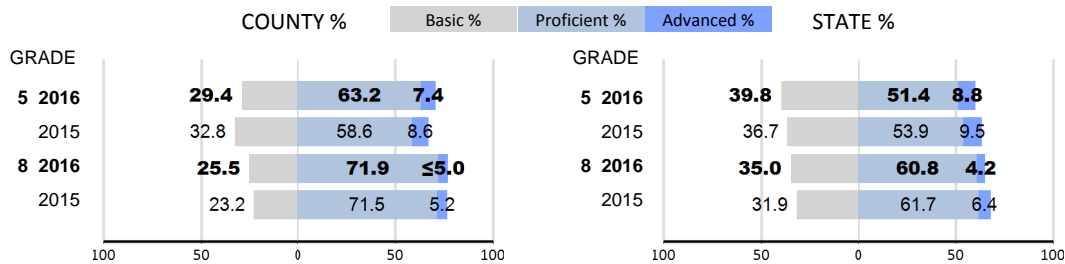 COUNTY % Basic % Proficient % Advanced % STATE %
GRADE GRADE
5 2016 29.4 63.2 7.4 5 2016 39.8 51.4 8.8
2015 32.8 58.6 8.6 2015 36.7 53.9 9.5
8 2016 25.5 71.9 ≤5.0 8 2016 35.0 60.8 4.2
2015 23.2 71.5 5.2 2015 31.9 61.7 6.4
100 50 0 50 100 100 50 0 50 100